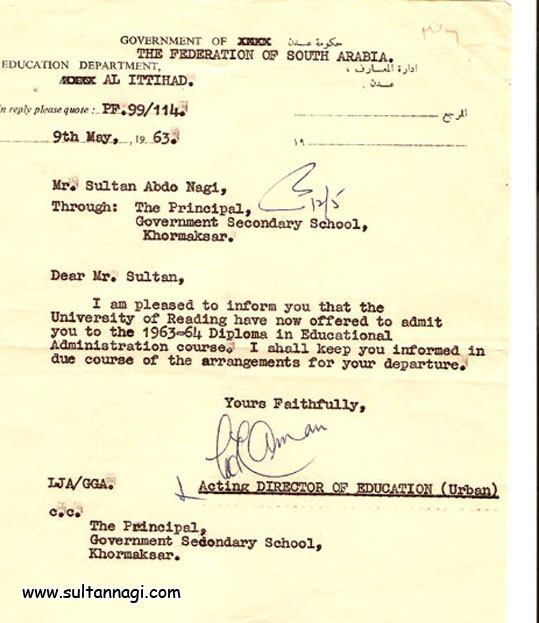 GOVERNMENT OF XXXX حكومة عدن
THE FEDERATION OF SOUTH ARABIA.
EDUCATION DEPARTMENT, ادارة المعارف ،
XXXX AL ITTIHAD. عدن .
in reply please quote : PF.99/114. المرجع
9th May, , 19 63. ١٩
Mr. Sultan Abdo Nagi,
12/5
Through: The Principal,
Government Secondary School,
Khormaksar.
Dear Mr. Sultan,
I am pleased to inform you that the
University of Reading have now offered to admit
you to the 1963-64 Diploma in Educational
Administration course. I shall keep you informed in
due course of the arrangements for your departure.
Yours Faithfully,
LJA/GGA. Acting DIRECTOR OF EDUCATION (Urban)
c.c.
The Principal,
Government Sedondary School,
Khormaksar.
www.sultannagi.com